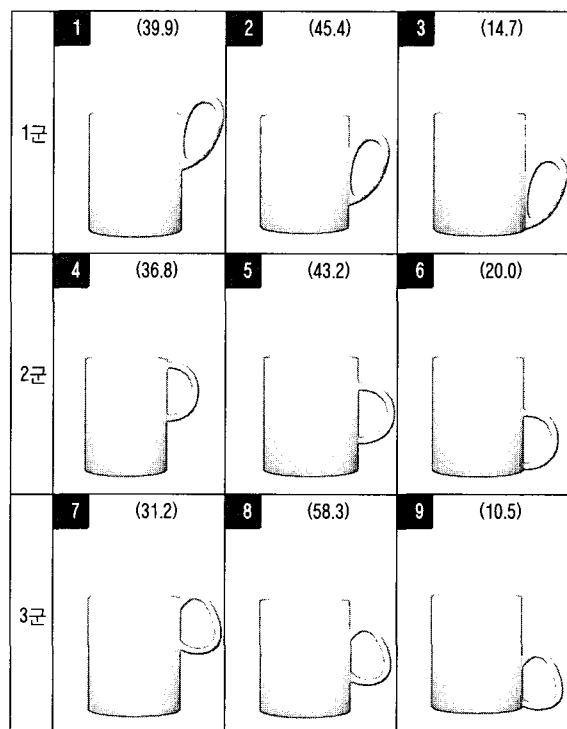 1 (39.9) 2 (45.4) 3 (14.7)
1군
4 (36.8) 5 (43.2) 6 (20.0)
2군
7 (31.2) 8 (58.3) 9 (10.5)
3군